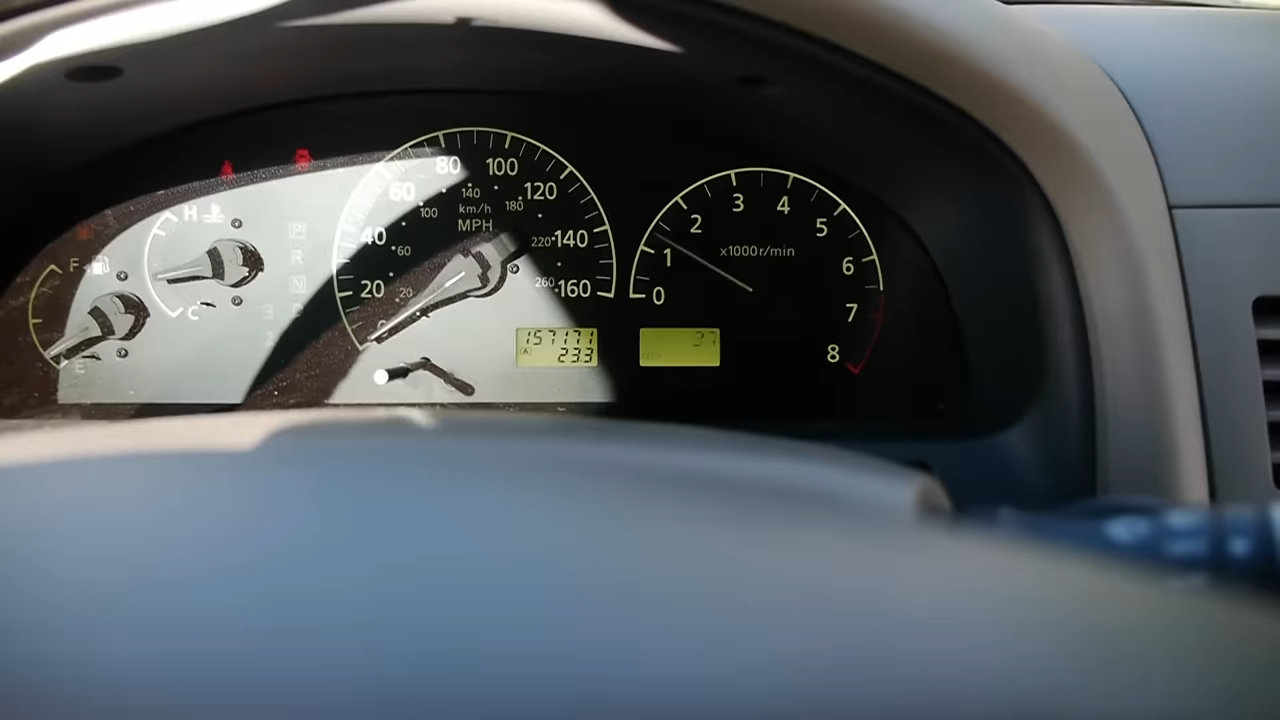 80 100
60 140 120
km/h 180
100
MPH
40 60 220 140
20 20 260 160
H
C
F
E
P
R
N
157171
A 233
3 4
2 5
x1000r/min
1 6
0 7
8
37